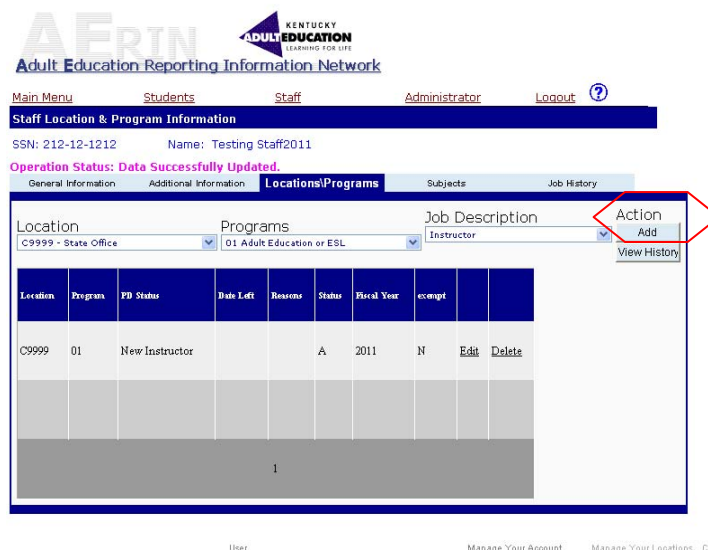 AERIN
KENTUCKY
ADULTEDUCATION
LEARNING FOR LIFE
Adult Education Reporting Information Network
Main Menu Students Staff Administrator Logout ?
Staff Location & Program Information
SSN: 212-12-1212 Name: Testing Staff2011
Operation Status: Data Successfully Updated.
General Information Additional Information Locations\Programs Subjects Job History
Location Programs Job Description Action
C9999 - State Office 01 Adult Education or ESL Instructor Add
View History
Location Program PD Status Date Left Reasons Status Fiscal Year exempt
C9999 01 New Instructor A 2011 N Edit Delete
1
User Manage Your Account Manage Your Locations